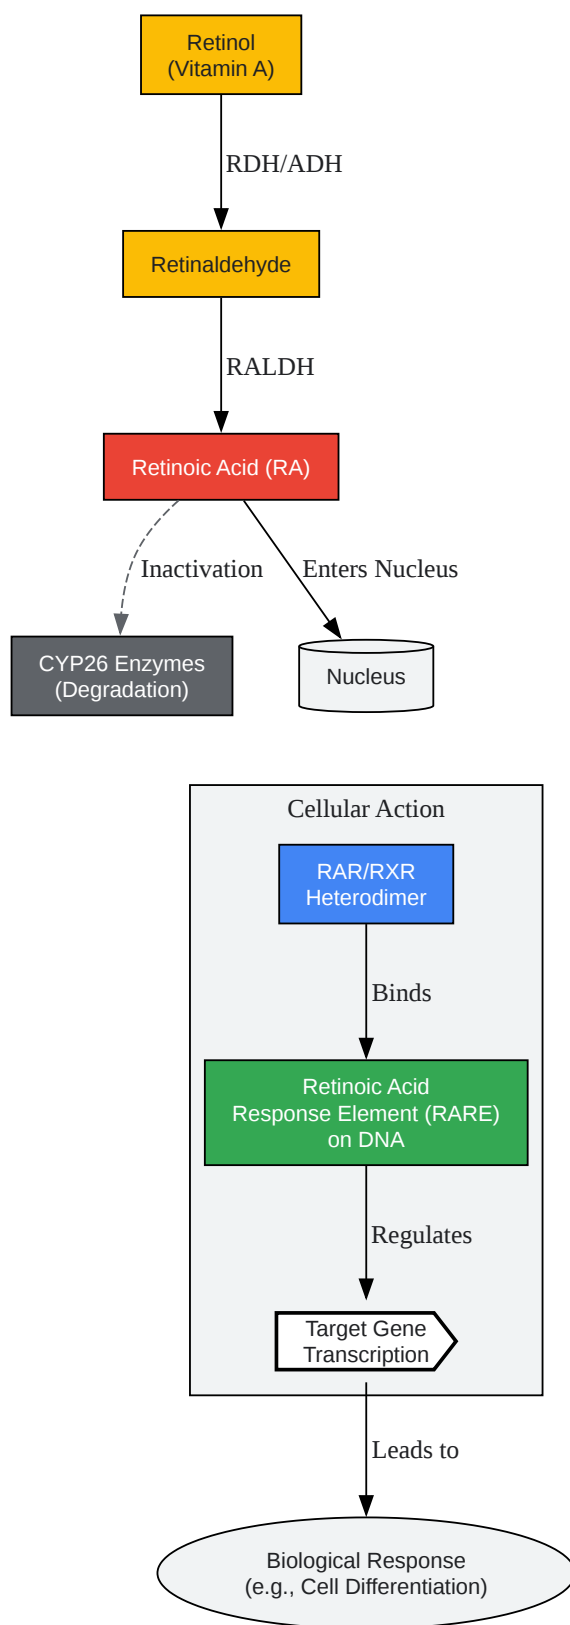 Retinol
(Vitamin A)
RDH/ADH
Retinaldehyde
RALDH
Retinoic Acid (RA)
Inactivation
Enters Nucleus
CYP26 Enzymes
(Degradation)
Nucleus
Cellular Action
RAR/RXR
Heterodimer
Binds
Retinoic Acid
Response Element (RARE)
on DNA
Regulates
Target Gene
Transcription
Leads to
Biological Response
(e.g., Cell Differentiation)